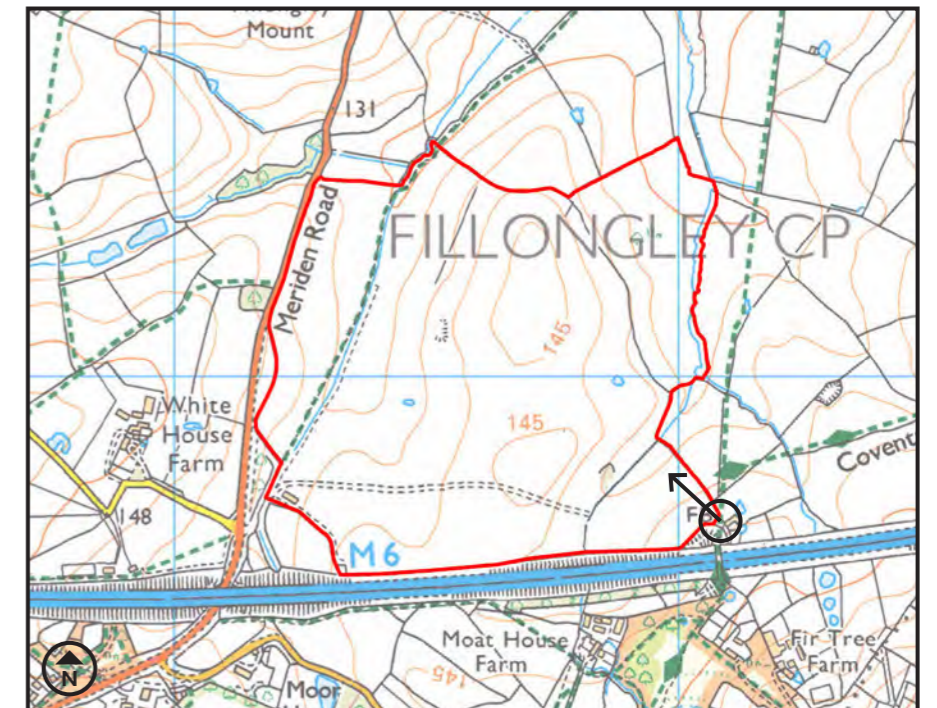 Mount
131
Meriden Road
FILLONGLEY CP
145
White
House
Farm
145
Covent
148
M6
Moat House
Farm
Fir Tree
Farm
145
Moor
N